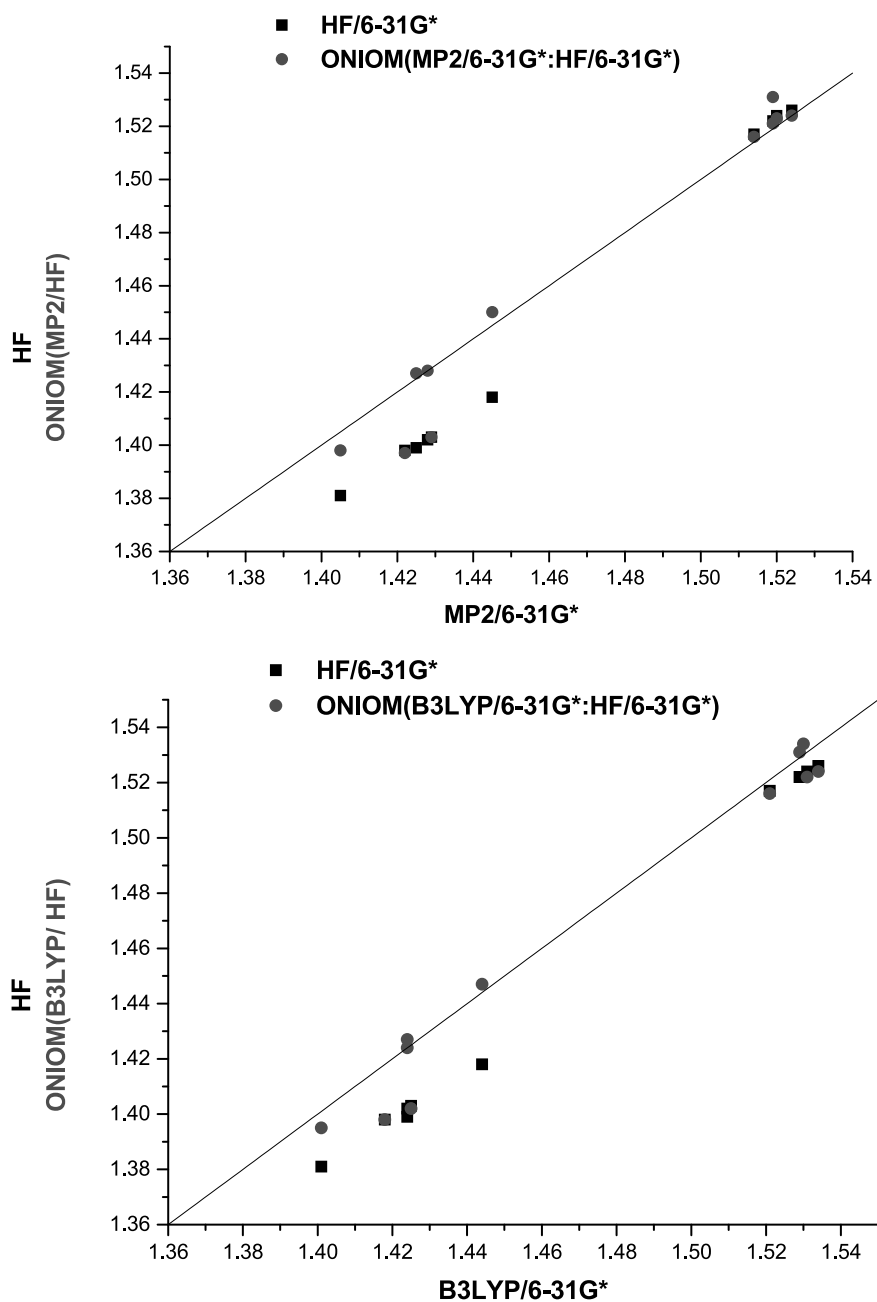 HF/6-31G*
ONIOM(MP2/6-31G*:HF/6-31G*)
1.54
1.52
1.50
1.48
1.46
1.44
1.42
1.40
1.38
1.36
HF
ONIOM(MP2/HF)
1.36 1.38 1.40 1.42 1.44 1.46 1.48 1.50 1.52 1.54
MP2/6-31G*
HF/6-31G*
ONIOM(B3LYP/6-31G*:HF/6-31G*)
1.54
1.52
1.50
1.48
1.46
1.44
1.42
1.40
1.38
1.36
HF
ONIOM(B3LYP/ HF)
1.36 1.38 1.40 1.42 1.44 1.46 1.48 1.50 1.52 1.54
B3LYP/6-31G*